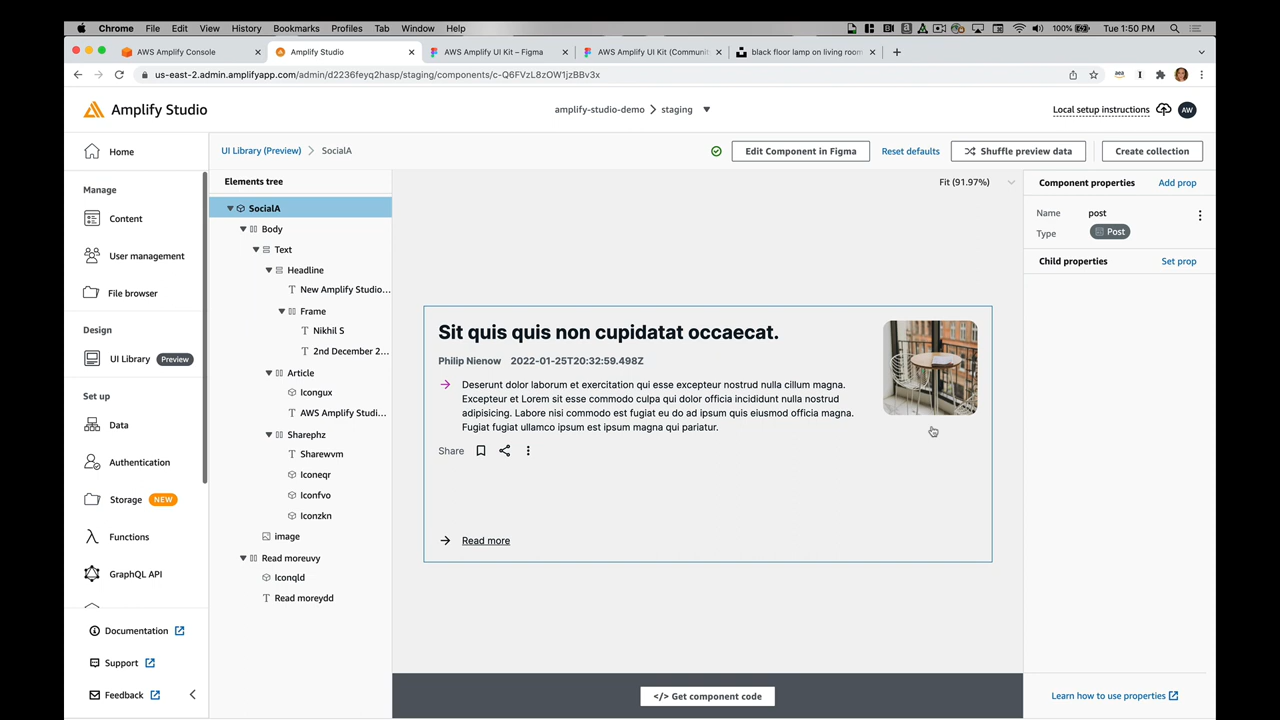 Chrome File Edit View History Bookmarks Profiles Tab Window Help 100% Tue 1:50 PM
AWS Amplify Console
Amplify Studio
AWS Amplify UI Kit – Figma
AWS Amplify UI Kit (Communit
black floor lamp on living room
us-east-2.admin.amplifyapp.com/admin/d2236feyq2hasp/staging/components/c-Q6FVzL8zOW1jzBBv3x
Amplify Studio
amplify-studio-demo
staging
Local setup instructions
AW
Home
Manage
Content
User management
File browser
Design
UI Library Preview
Set up
Data
Authentication
Storage NEW
Functions
GraphQL API
Documentation
Support
Feedback
UI Library (Preview) > SocialA
Edit Component in Figma
Reset defaults
Shuffle preview data
Create collection
Elements tree
SocialA
Body
Text
Headline
New Amplify Studio...
Frame
Nikhil S
2nd December 2...
Article
Icongux
AWS Amplify Studi...
Sharephz
Sharewvm
Iconeqr
Iconfvo
Iconzkn
image
Read moreuvy
Iconqld
Read moreydd
Fit (91.97%)
Sit quis quis non cupidatat occaecat.
Philip Nienow 2022-01-25T20:32:59.498Z
Deserunt dolor laborum et exercitation qui esse excepteur nostrud nulla cillum magna.
Excepteur et Lorem sit esse commodo culpa qui dolor officia incididunt nulla nostrud
adipisicing. Labore nisi commodo est fugiat eu do ad ipsum quis eiusmod officia magna.
Fugiat fugiat ullamco ipsum est ipsum magna qui pariatur.
Share
Read more
</> Get component code
Component properties
Add prop
Name post
Type Post
Child properties
Set prop
Learn how to use properties